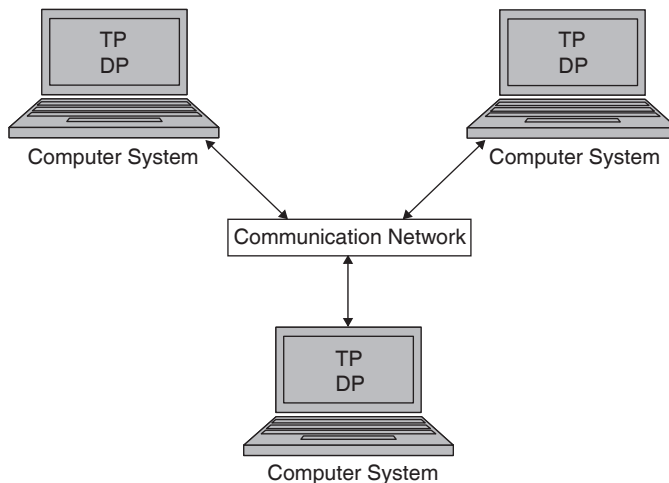 TP
DP
Computer System
TP
DP
Computer System
Communication Network
TP
DP
Computer System